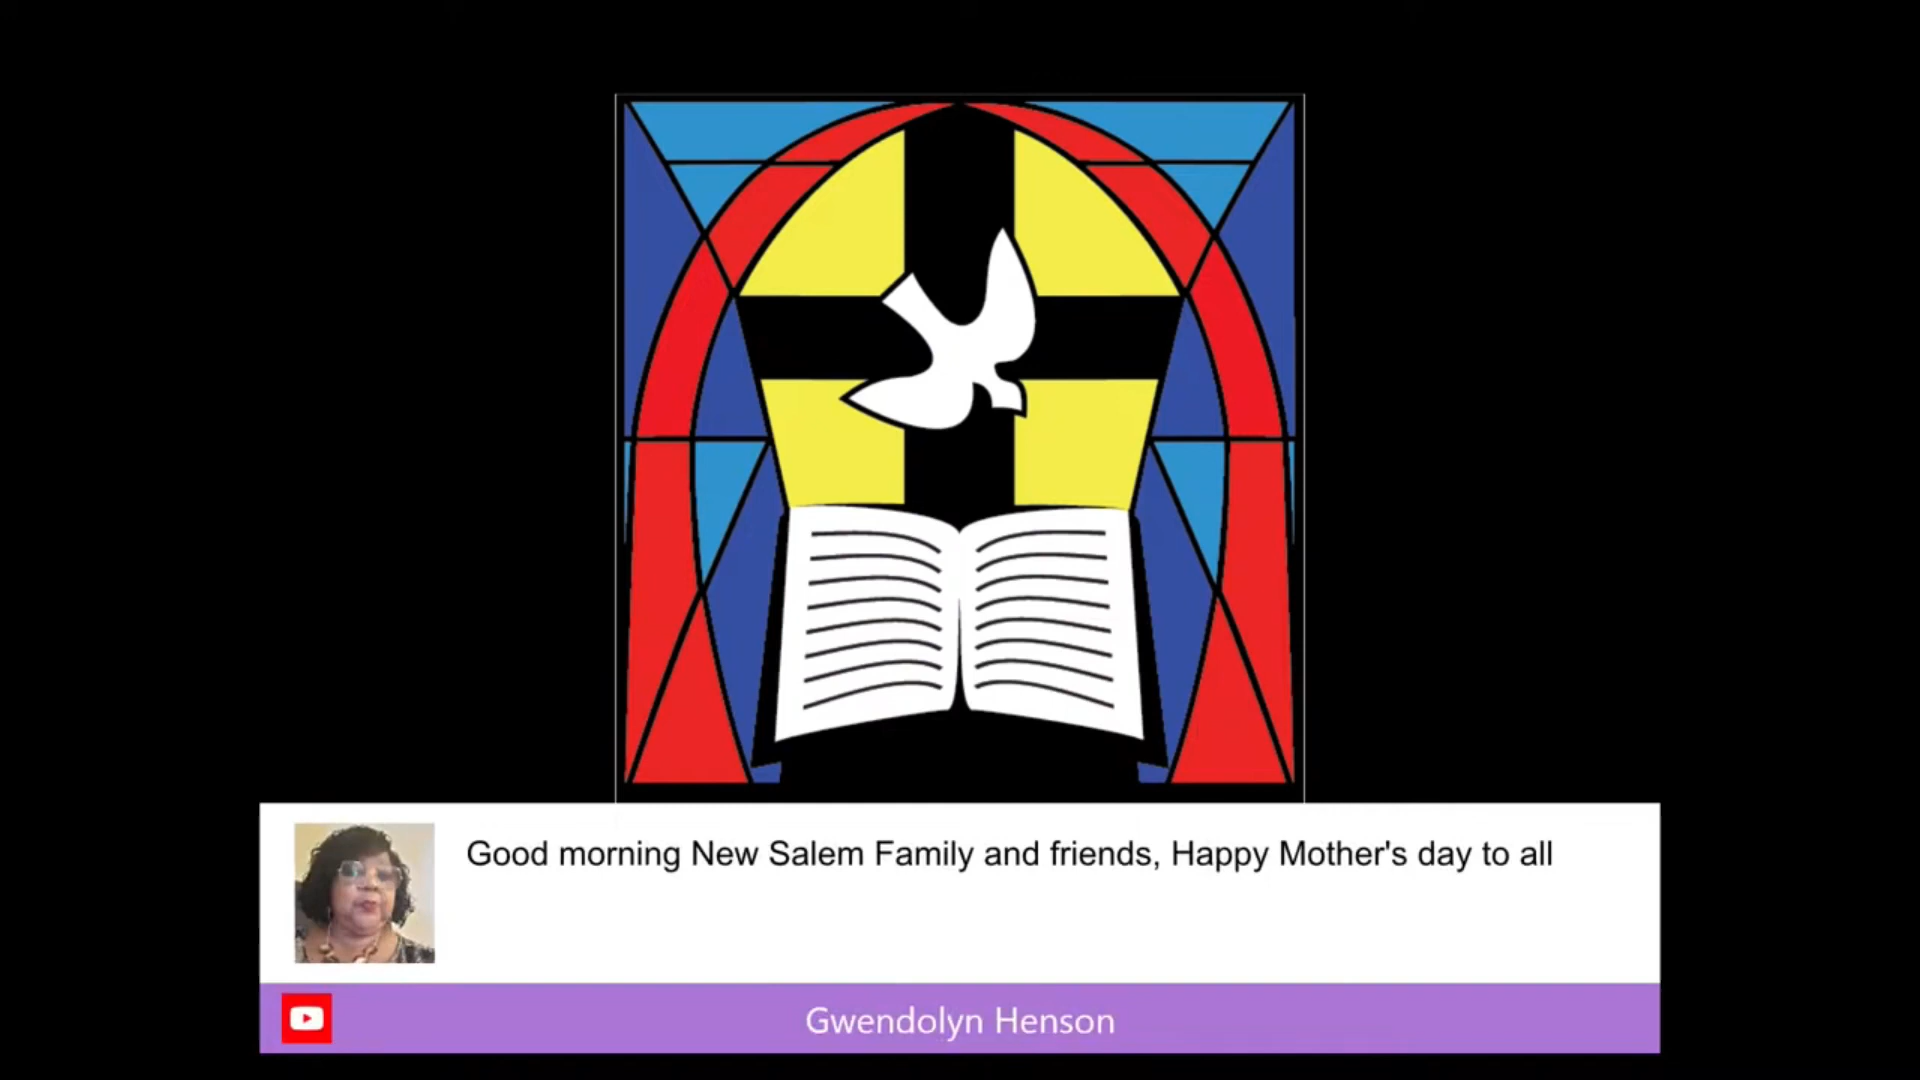 Good morning New Salem Family and friends, Happy Mother's day to all
Gwendolyn Henson